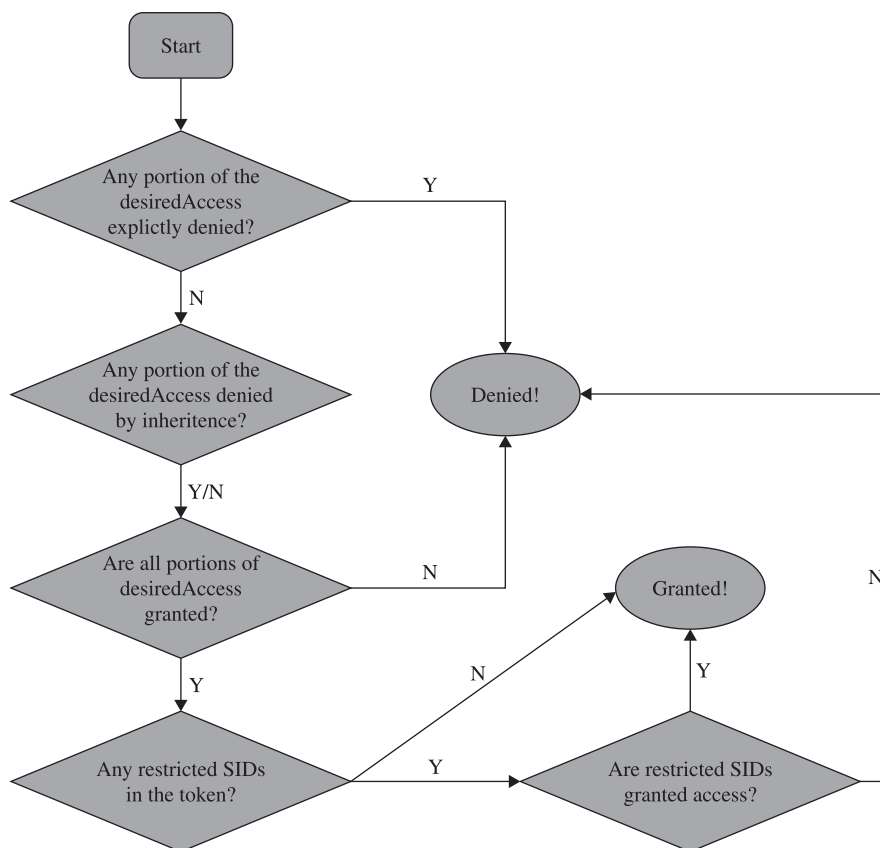 Start
Any portion of the
desiredAccess
explictly denied?
Y
N
Any portion of the
desiredAccess denied
by inheritence?
Denied!
Y/N
Are all portions of
desiredAccess
granted?
N
Granted!
N
Y
N
Y
Any restricted SIDs
in the token?
Y
Are restricted SIDs
granted access?